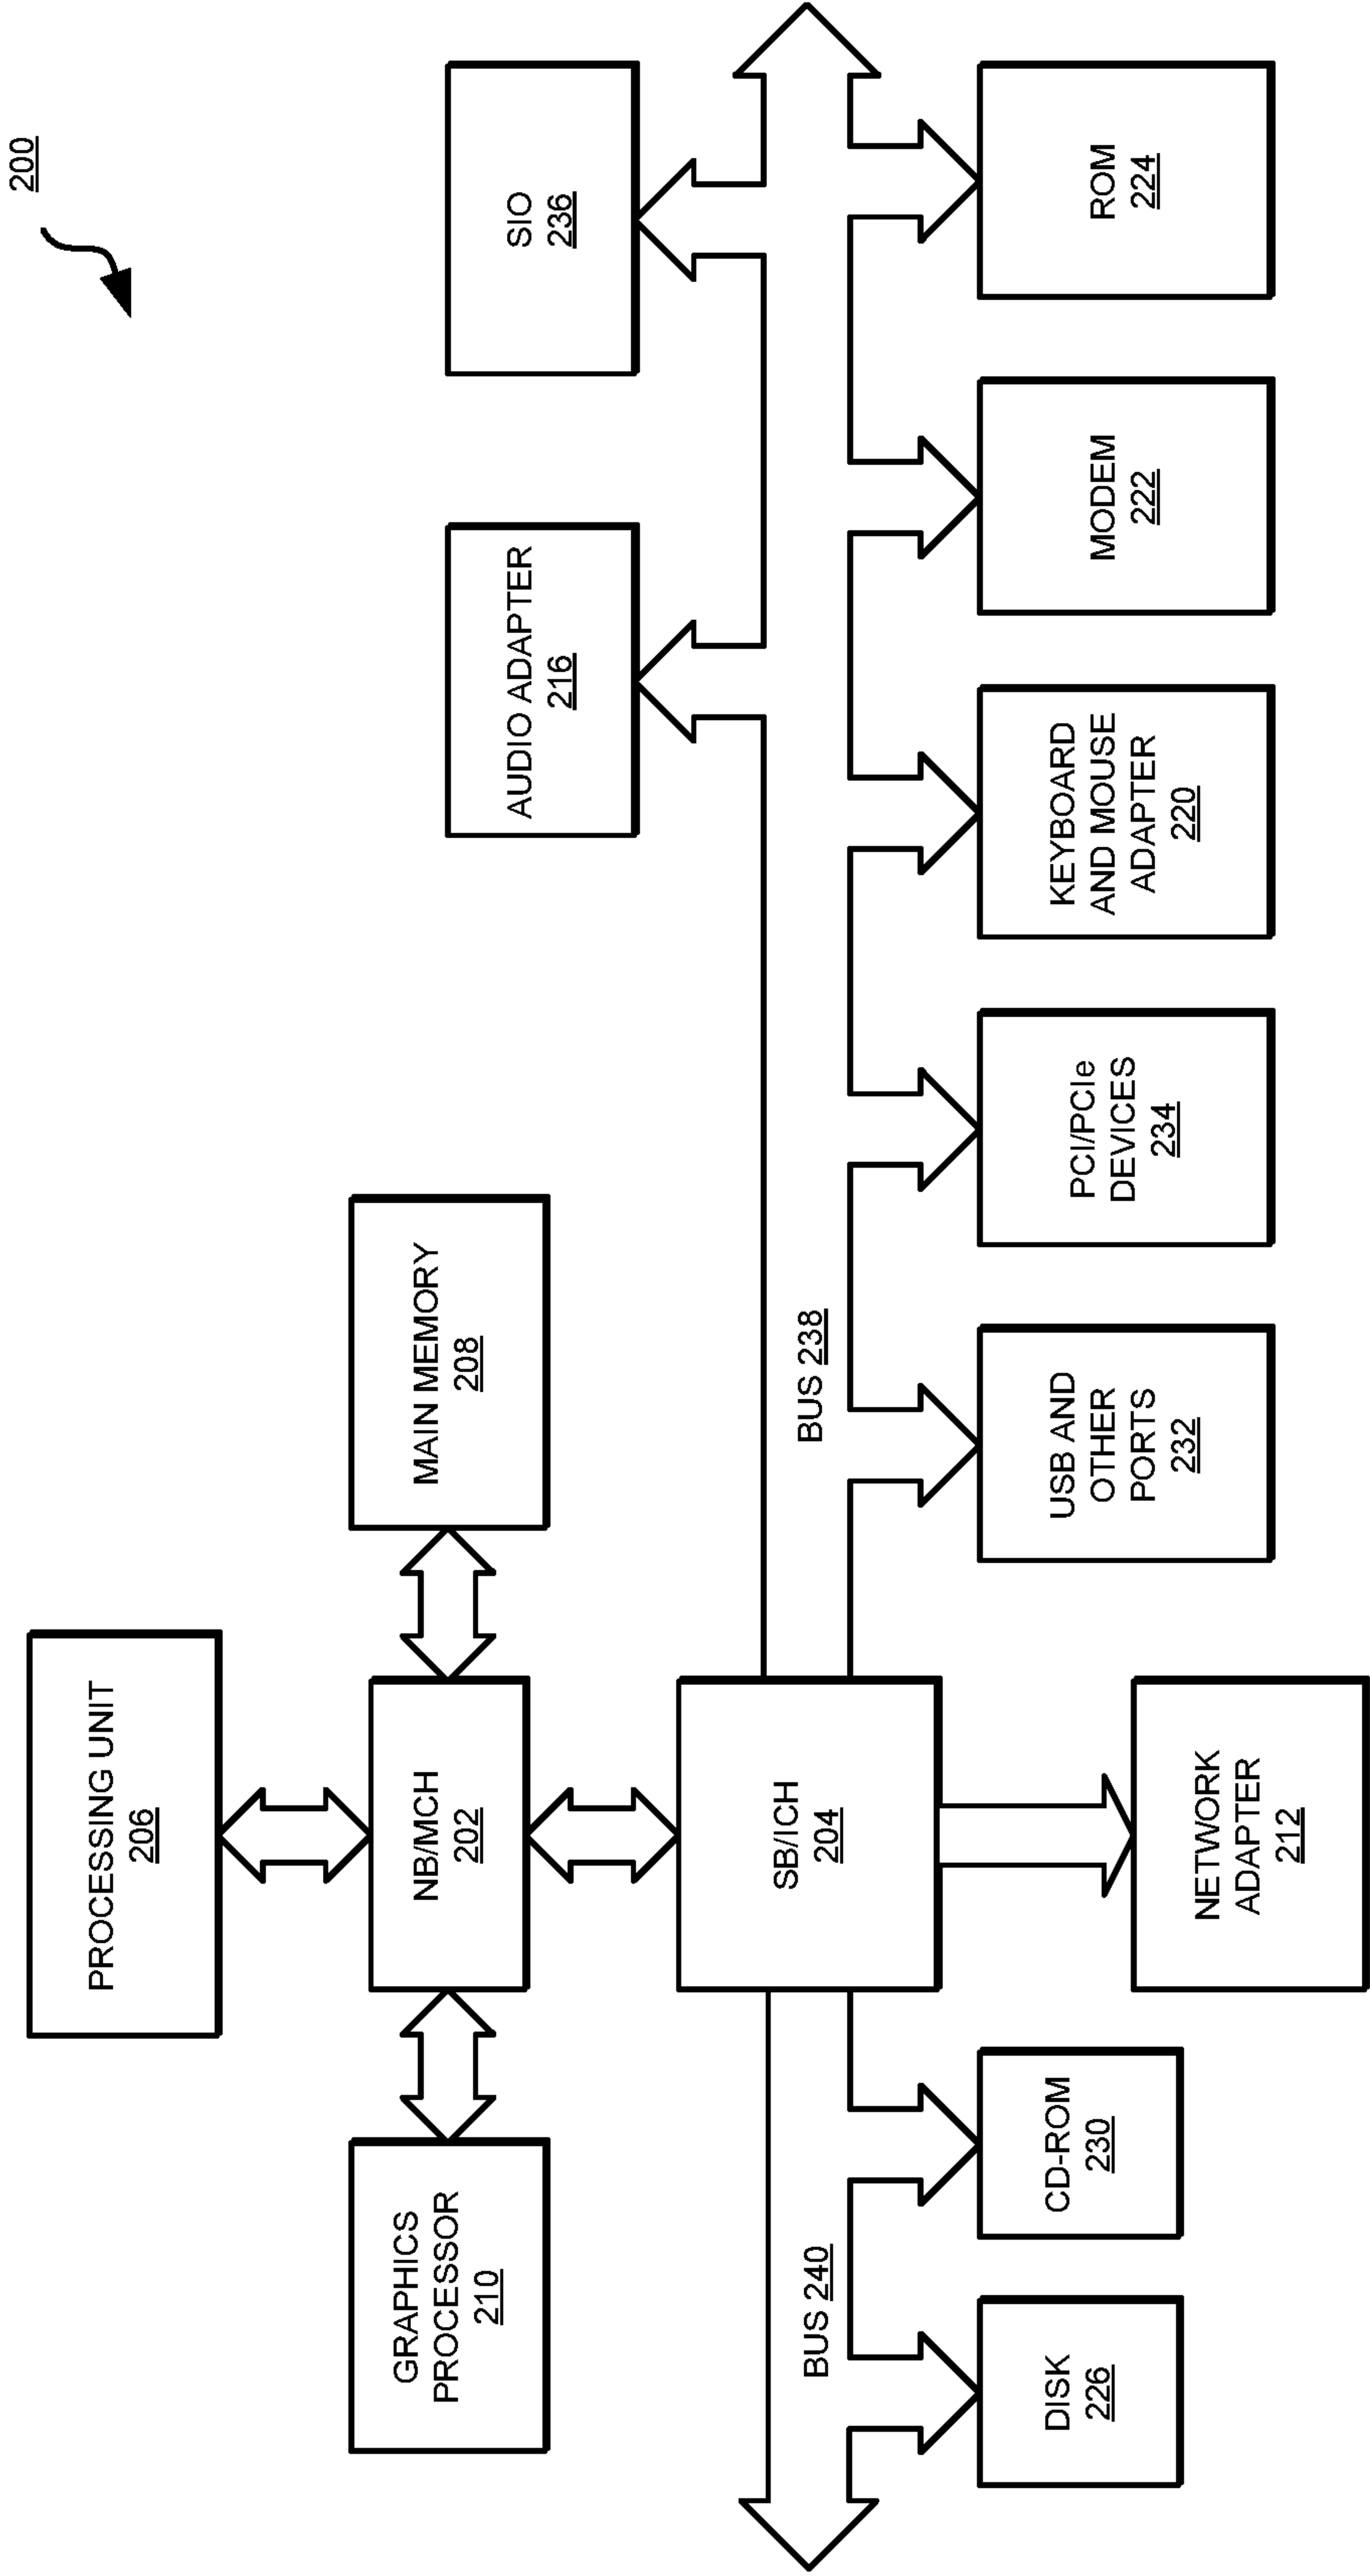 200
PROCESSING UNIT
206
GRAPHICS
PROCESSOR
210
NB/MCH
202
MAIN MEMORY
208
AUDIO ADAPTER
216
SIO
236
SB/ICH
204
BUS 240
BUS 238
DISK
226
CD-ROM
230
USB AND
OTHER
PORTS
232
PCI/PCIe
DEVICES
234
KEYBOARD
AND MOUSE
ADAPTER
220
MODEM
222
ROM
224
NETWORK
ADAPTER
212